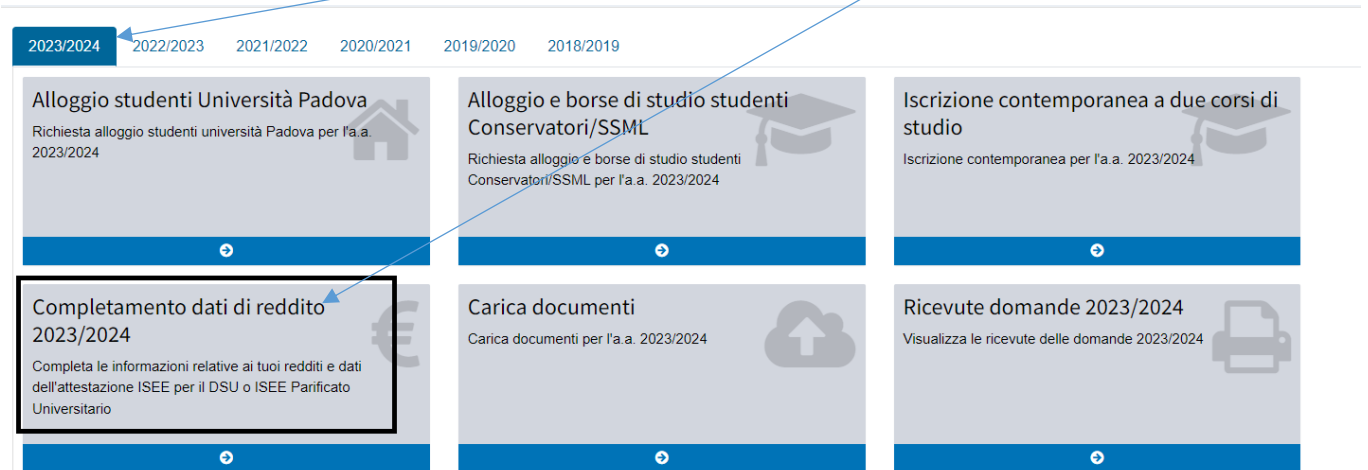 2023/2024 2022/2023 2021/2022 2020/2021 2019/2020 2018/2019
Alloggio studenti Università Padova
Richiesta alloggio studenti università Padova per l'a.a.
2023/2024
Alloggio e borse di studio studenti
Conservatori/SSML
Richiesta alloggio e borse di studio studenti
Conservatori/SSML per l'a.a. 2023/2024
Iscrizione contemporanea a due corsi di
studio
Iscrizione contemporanea per l'a.a. 2023/2024
Completamento dati di reddito
2023/2024
Completa le informazioni relative ai tuoi redditi e dati
dell'attestazione ISEE per il DSU o ISEE Parificato
Universitario
Carica documenti
Carica documenti per l'a.a. 2023/2024
Ricevute domande 2023/2024
Visualizza le ricevute delle domande 2023/2024